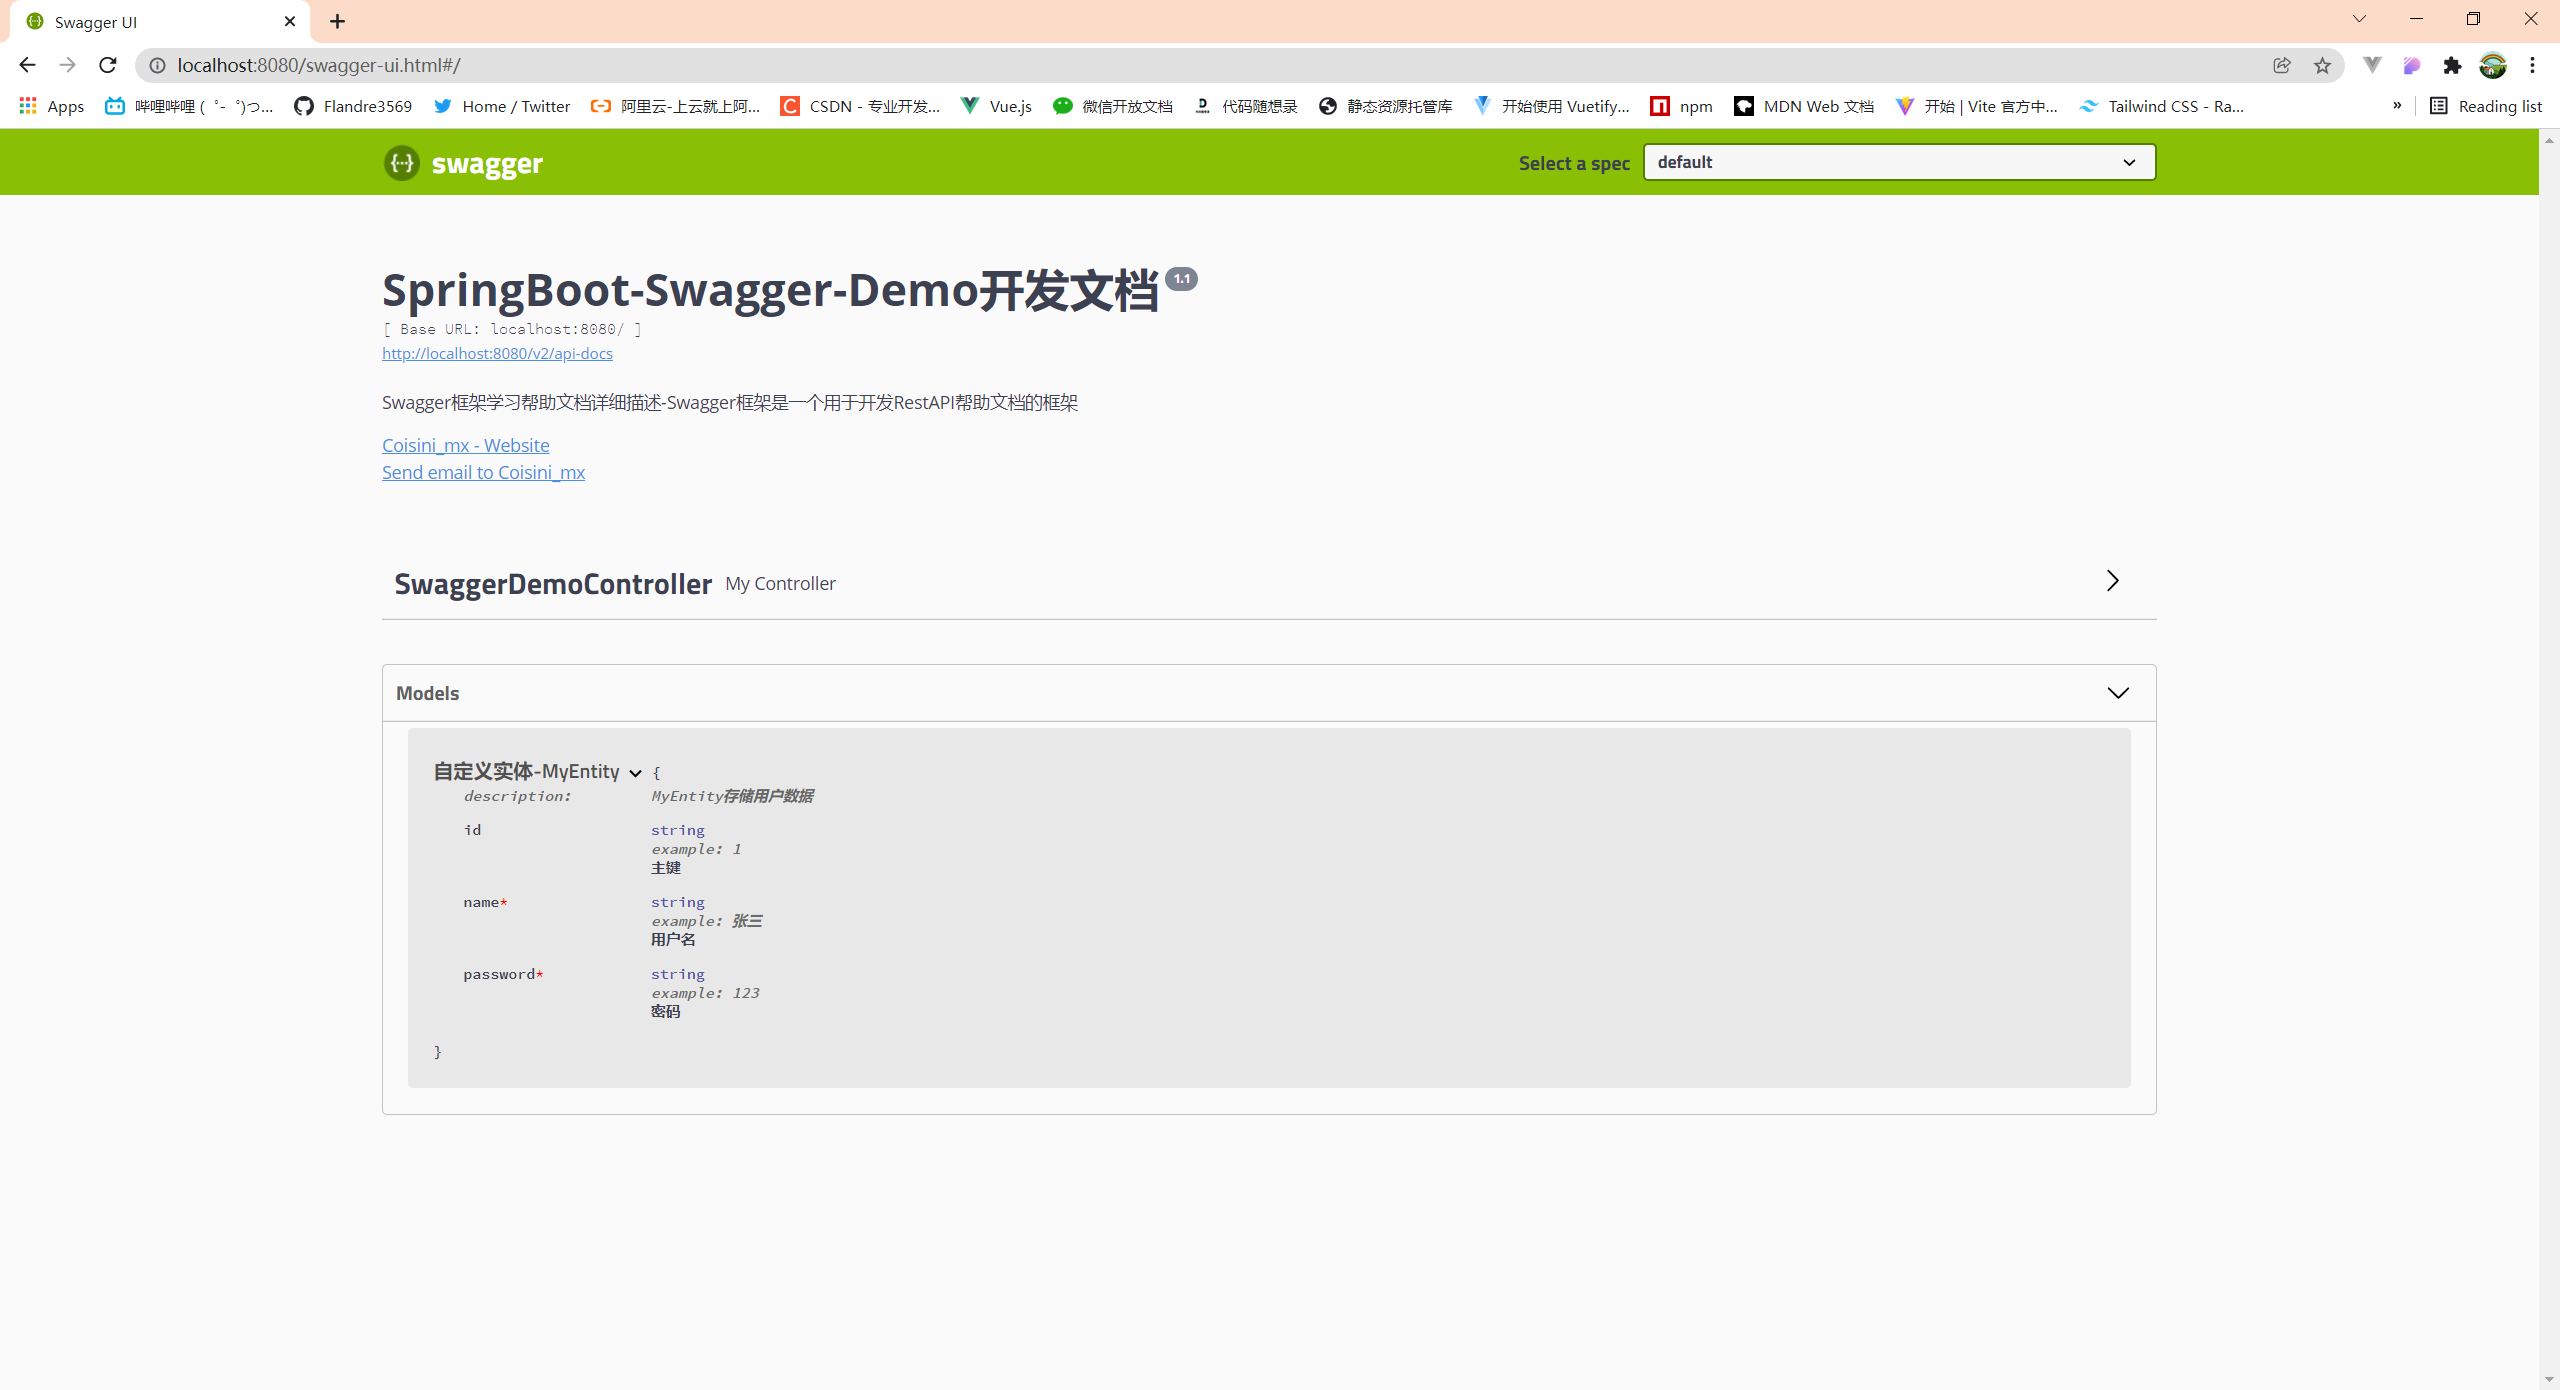 Swagger UI
localhost:8080/swagger-ui.html#/
Apps 哔哩哔哩 (゜-゜)つ... Flandre3569 Home / Twitter 阿里云-上云就上阿... CSDN - 专业开发... Vue.js 微信开放文档 代码随想录 静态资源托管库 开始使用 Vuetify... npm MDN Web 文档 开始 | Vite 官方中... Tailwind CSS - Ra... » Reading list
swagger Select a spec default
SpringBoot-Swagger-Demo开发文档 1.1
[ Base URL: localhost:8080/ ]
http://localhost:8080/v2/api-docs
Swagger框架学习帮助文档详细描述-Swagger框架是一个用于开发RestAPI帮助文档的框架
Coisini_mx - Website
Send email to Coisini_mx
SwaggerDemoController My Controller
Models
自定义实体-MyEntity {
description: MyEntity存储用户数据
id string
example: 1
主键
name* string
example: 张三
用户名
password* string
example: 123
密码
}